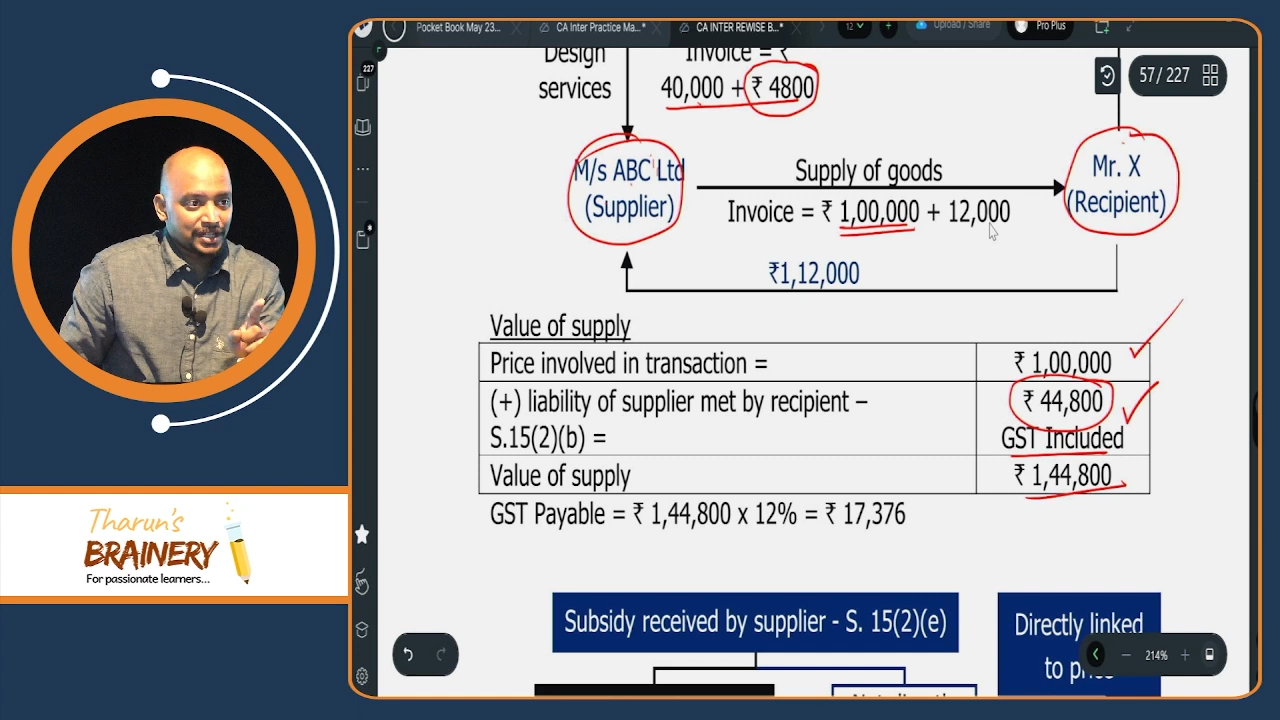 Pocket Book May 23...
CA Inter Practice Ma...*
CA INTER REWISE B...*
12
Upload / Share
Pro Plus
227
57 / 227
Design
services
Invoice = ₹
40,000 + ₹ 4800
M/s ABC Ltd
(Supplier)
Supply of goods
Invoice = ₹ 1,00,000 + 12,000
Mr. X
(Recipient)
₹1,12,000
Value of supply
Price involved in transaction = ₹ 1,00,000
(+) liability of supplier met by recipient – ₹ 44,800
S.15(2)(b) = GST Included
Value of supply ₹ 1,44,800
GST Payable = ₹ 1,44,800 x 12% = ₹ 17,376
Subsidy received by supplier - S. 15(2)(e)
Directly linked
to price
214%
Tharun's
BRAINERY
For passionate learners...